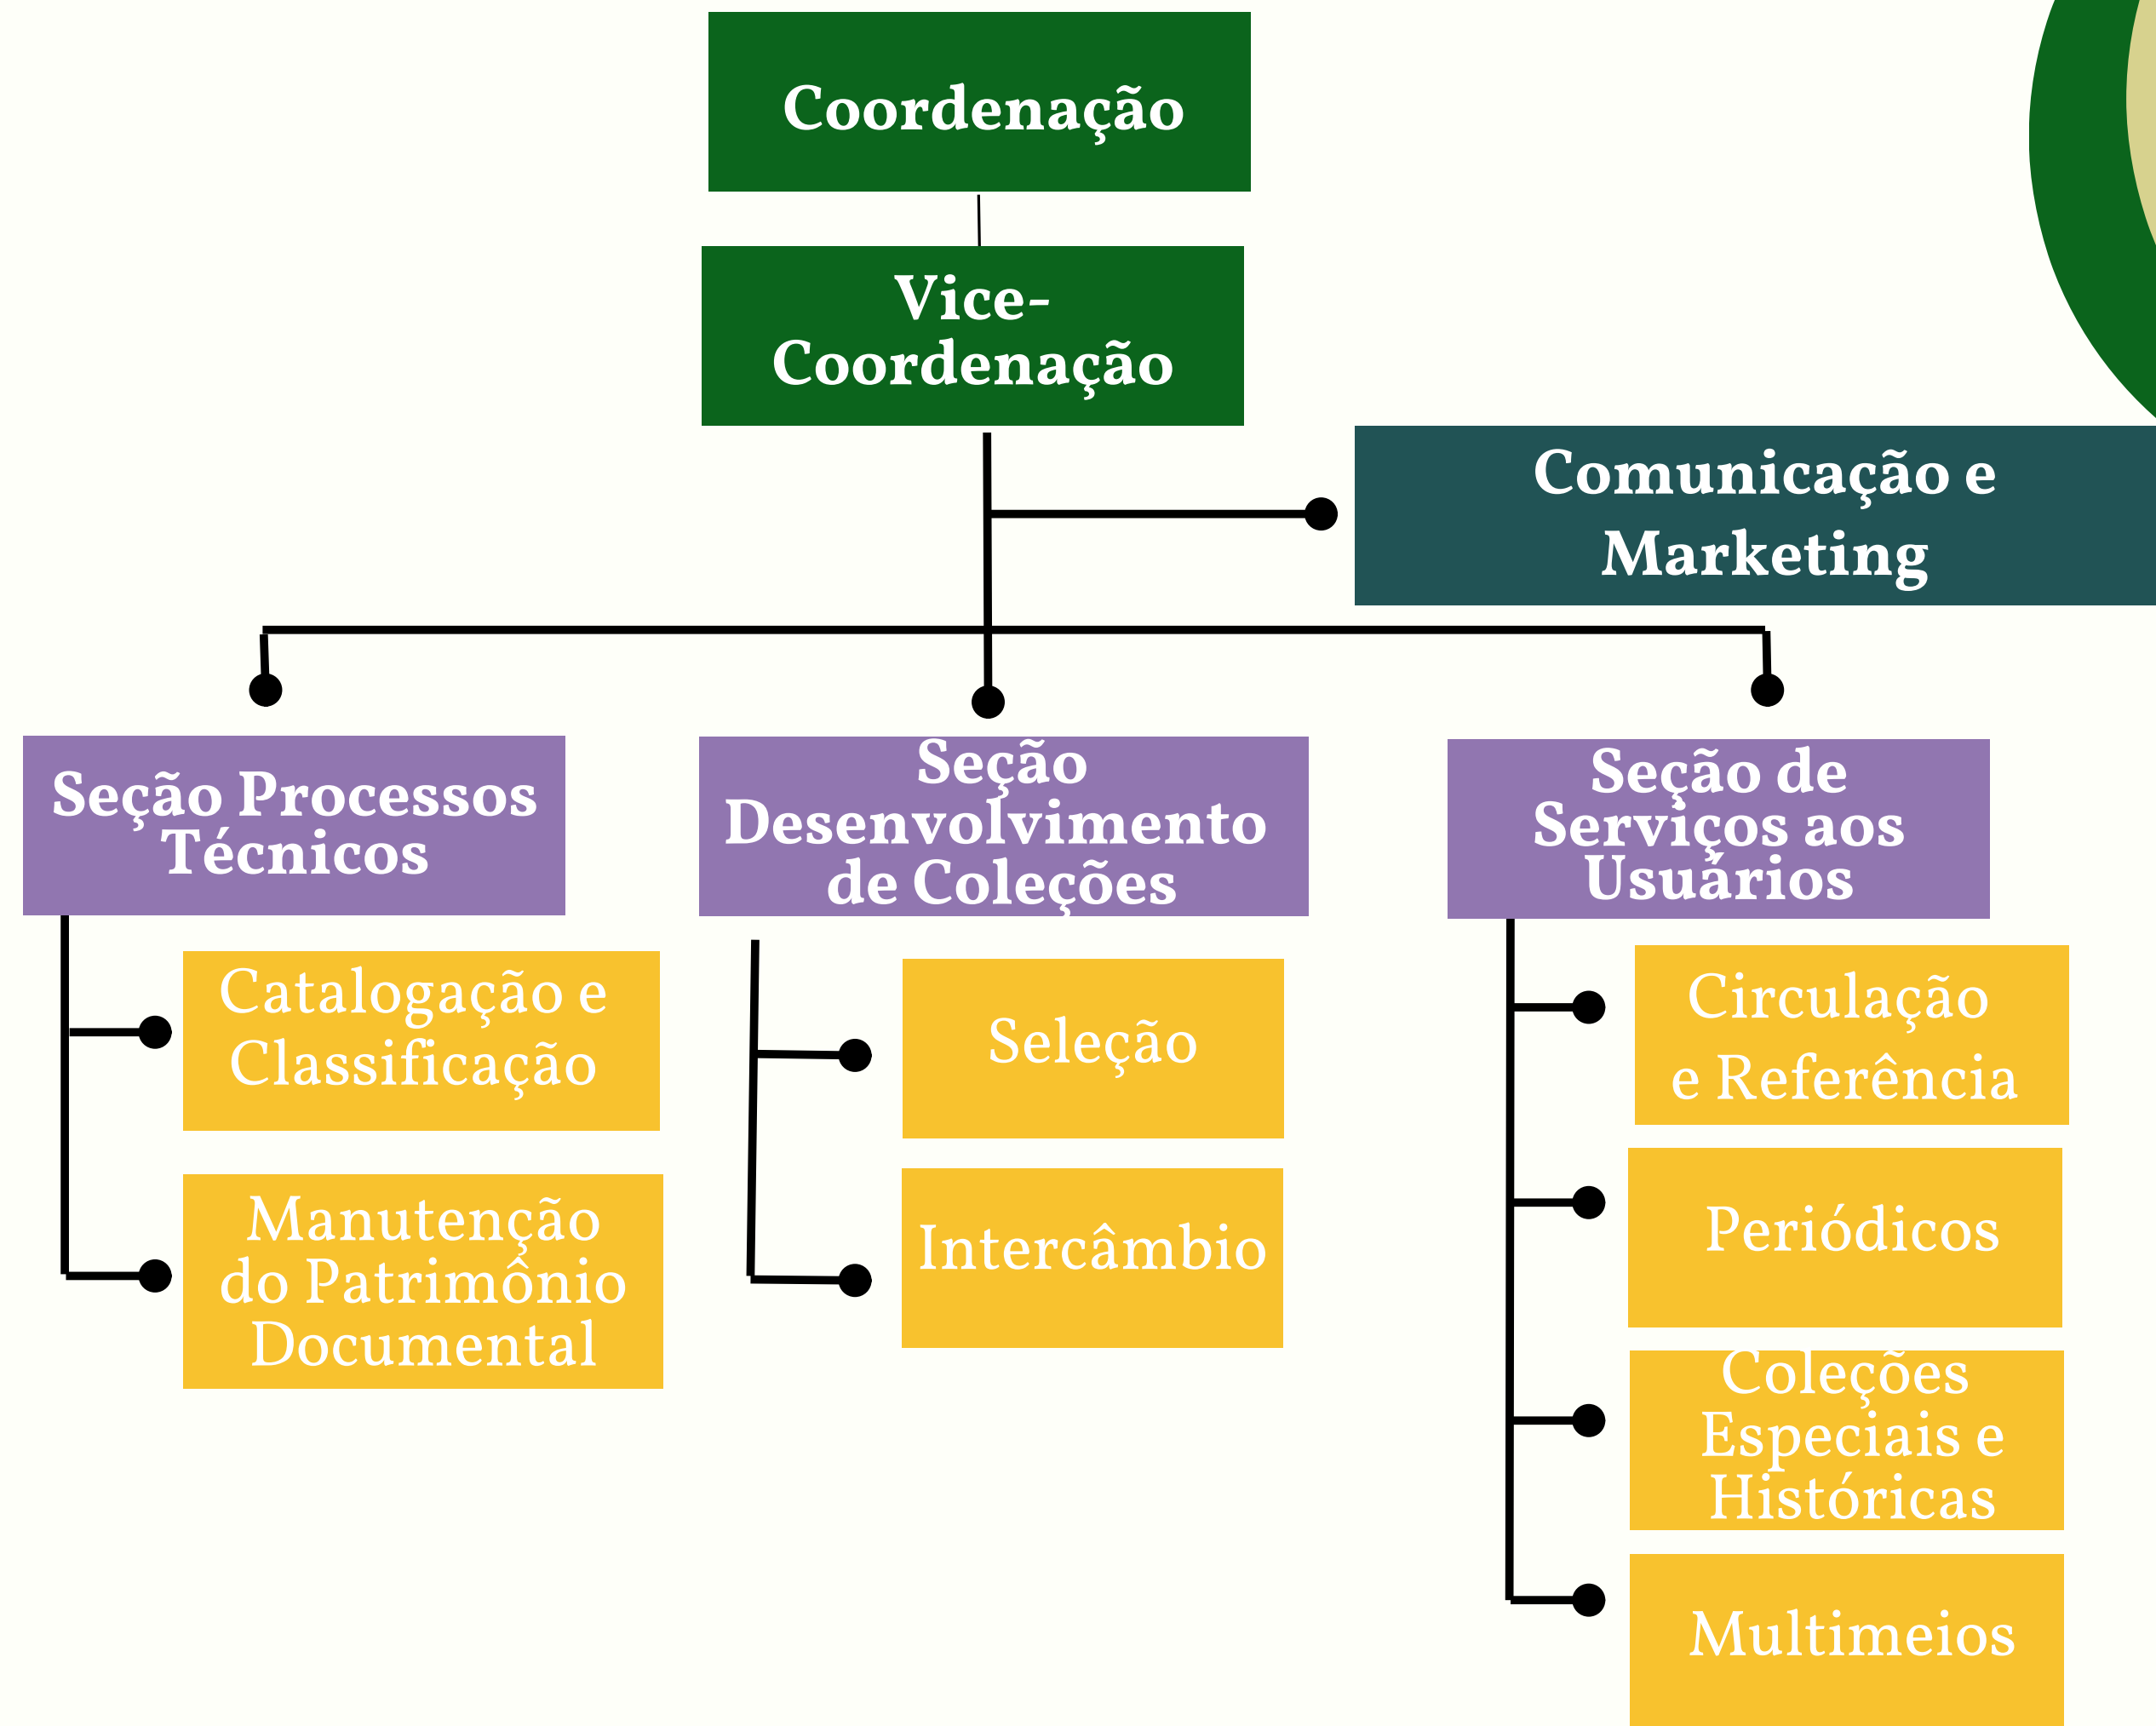 Coordenação
Vice-
Coordenação
Comunicação e
Marketing
Seção Processos
Técnicos
Seção
Desenvolvimento
de Coleções
Seção de
Serviços aos
Usuários
Catalogação e
Classificação
Manutenção
do Patrimônio
Documental
Seleção
Intercâmbio
Circulação
e Referência
Periódicos
Coleções
Especiais e
Históricas
Multimeios